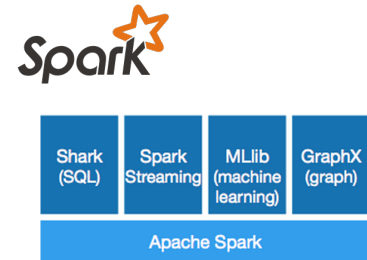 Spark
Shark
(SQL)
Spark
Streaming
MLlib
(machine
learning)
GraphX
(graph)
Apache Spark